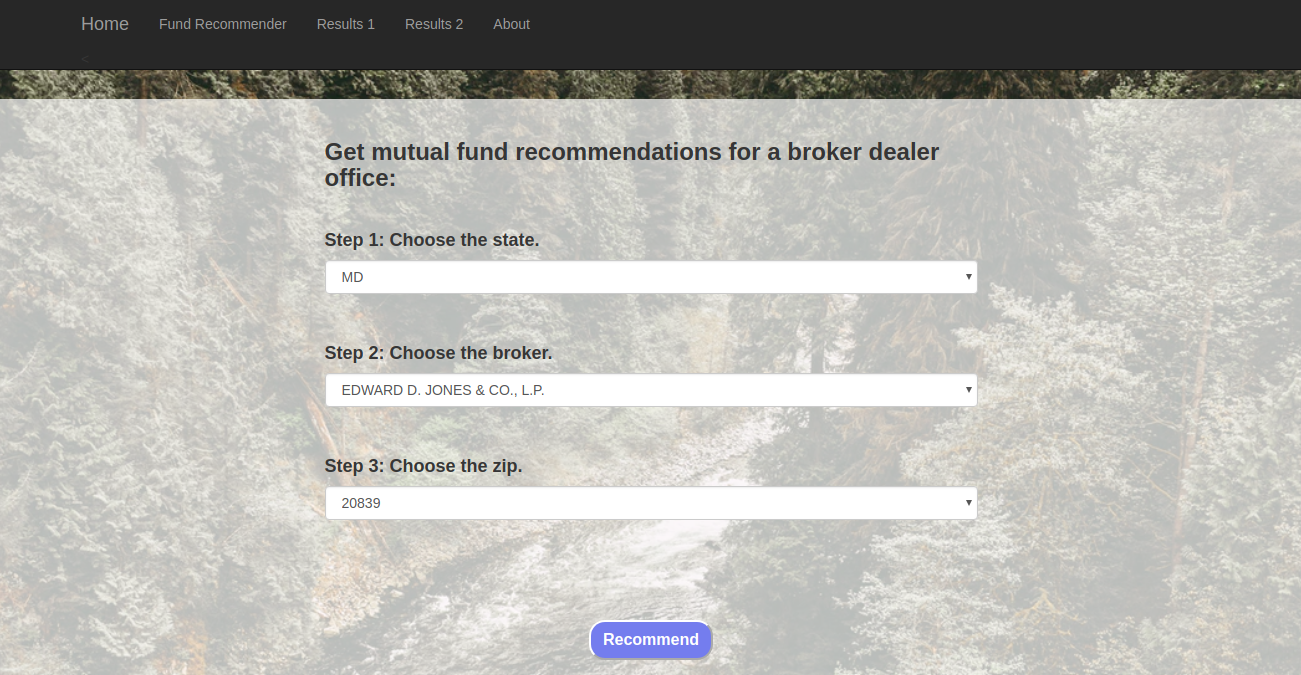 Home Fund Recommender Results 1 Results 2 About
<
Get mutual fund recommendations for a broker dealer
office:
Step 1: Choose the state.
MD
Step 2: Choose the broker.
EDWARD D. JONES & CO., L.P.
Step 3: Choose the zip.
20839
Recommend